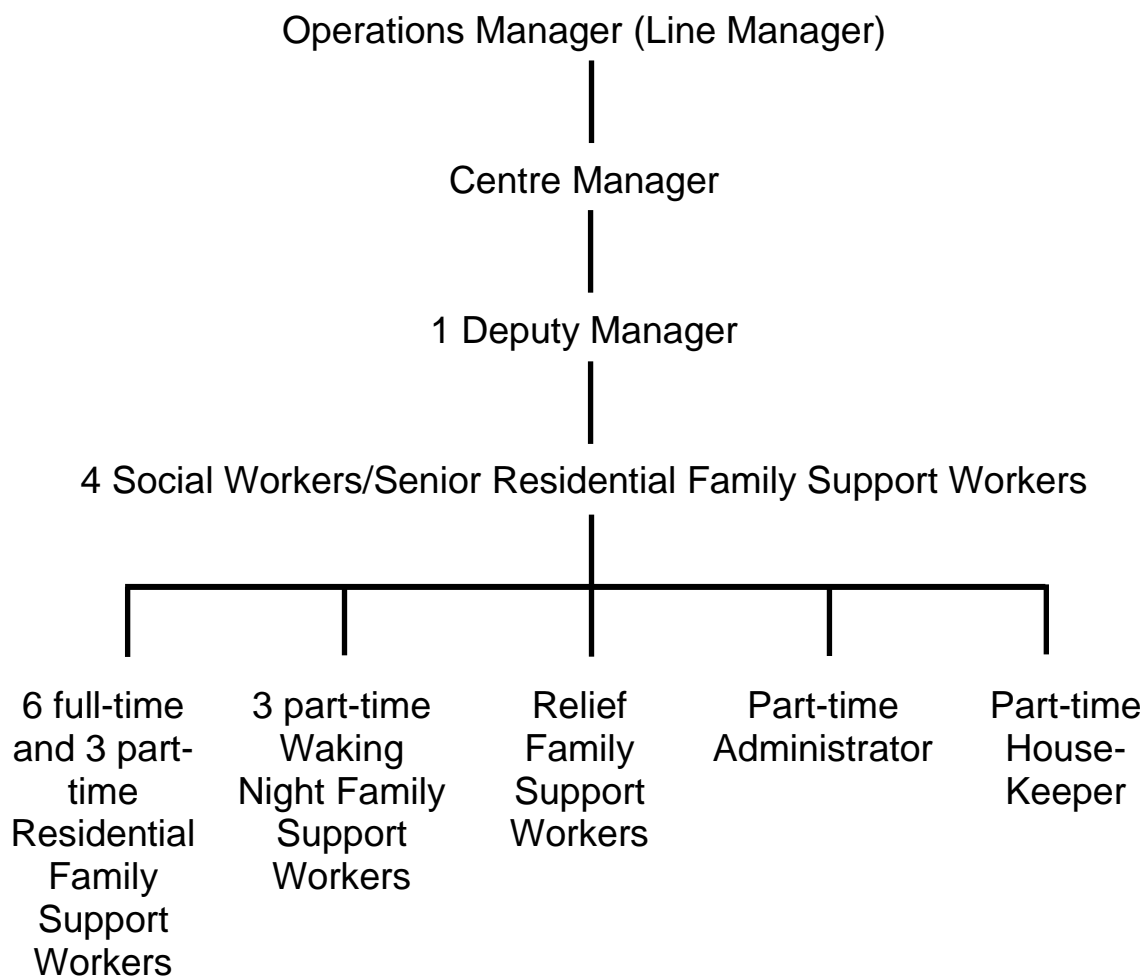 Operations Manager (Line Manager)
Centre Manager
1 Deputy Manager
4 Social Workers/Senior Residential Family Support Workers
6 full-time
and 3 part-
time
Residential
Family
Support
Workers
3 part-time
Waking
Night Family
Support
Workers
Relief
Family
Support
Workers
Part-time
Administrator
Part-time
House-
Keeper